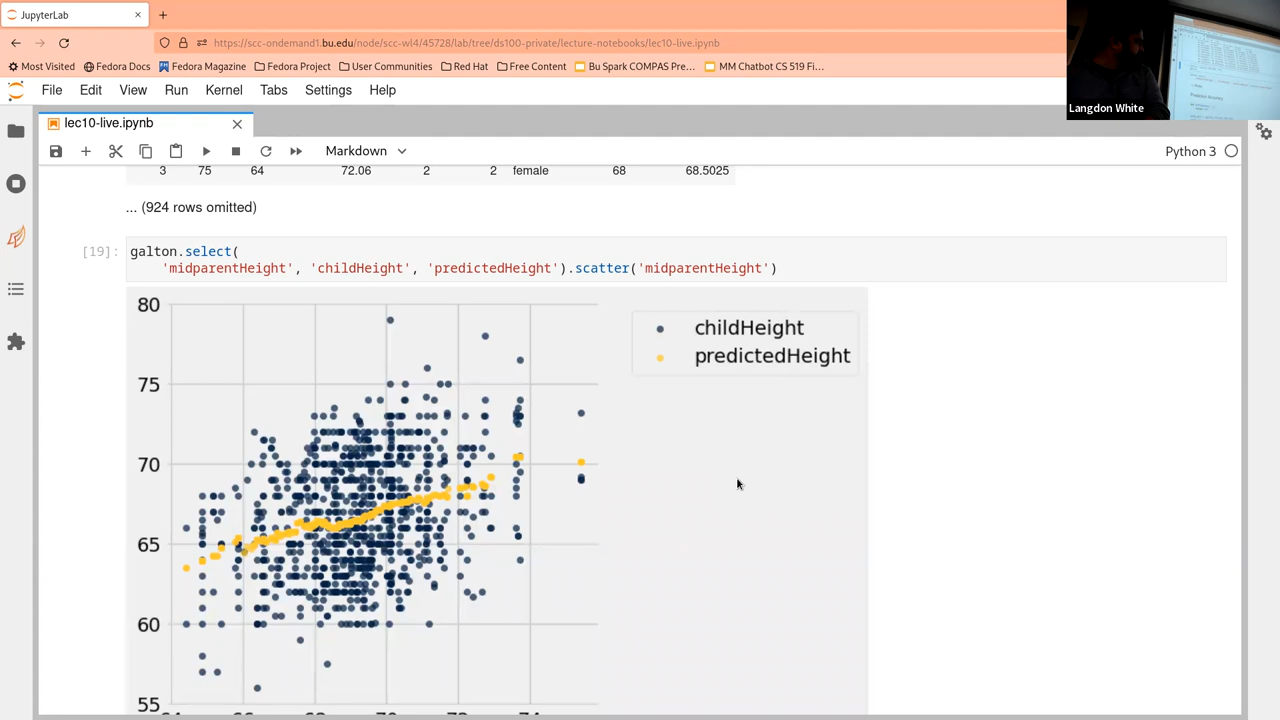 JupyterLab
https://scc-ondemand1.bu.edu/node/scc-wl4/45728/lab/tree/ds100-private/lecture-notebooks/lec10-live.ipynb
Most Visited Fedora Docs Fedora Magazine Fedora Project User Communities Red Hat Free Content Bu Spark COMPAS Pre... MM Chatbot CS 519 Fi...
Langdon White
File Edit View Run Kernel Tabs Settings Help
lec10-live.ipynb
Markdown Python 3
3 75 64 72.06 2 2 female 68 68.5025
... (924 rows omitted)
[19]: galton.select(
'midparentHeight', 'childHeight', 'predictedHeight').scatter('midparentHeight')
80
childHeight
predictedHeight
75
70
65
60
55